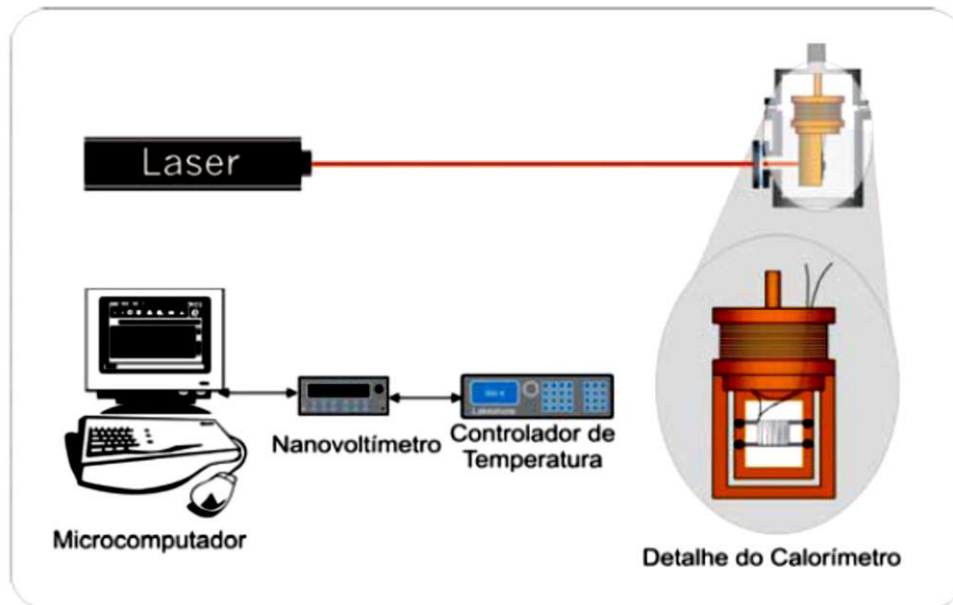 Laser
Nanovoltímetro
Controlador de
Temperatura
Microcomputador
Detalhe do Calorímetro